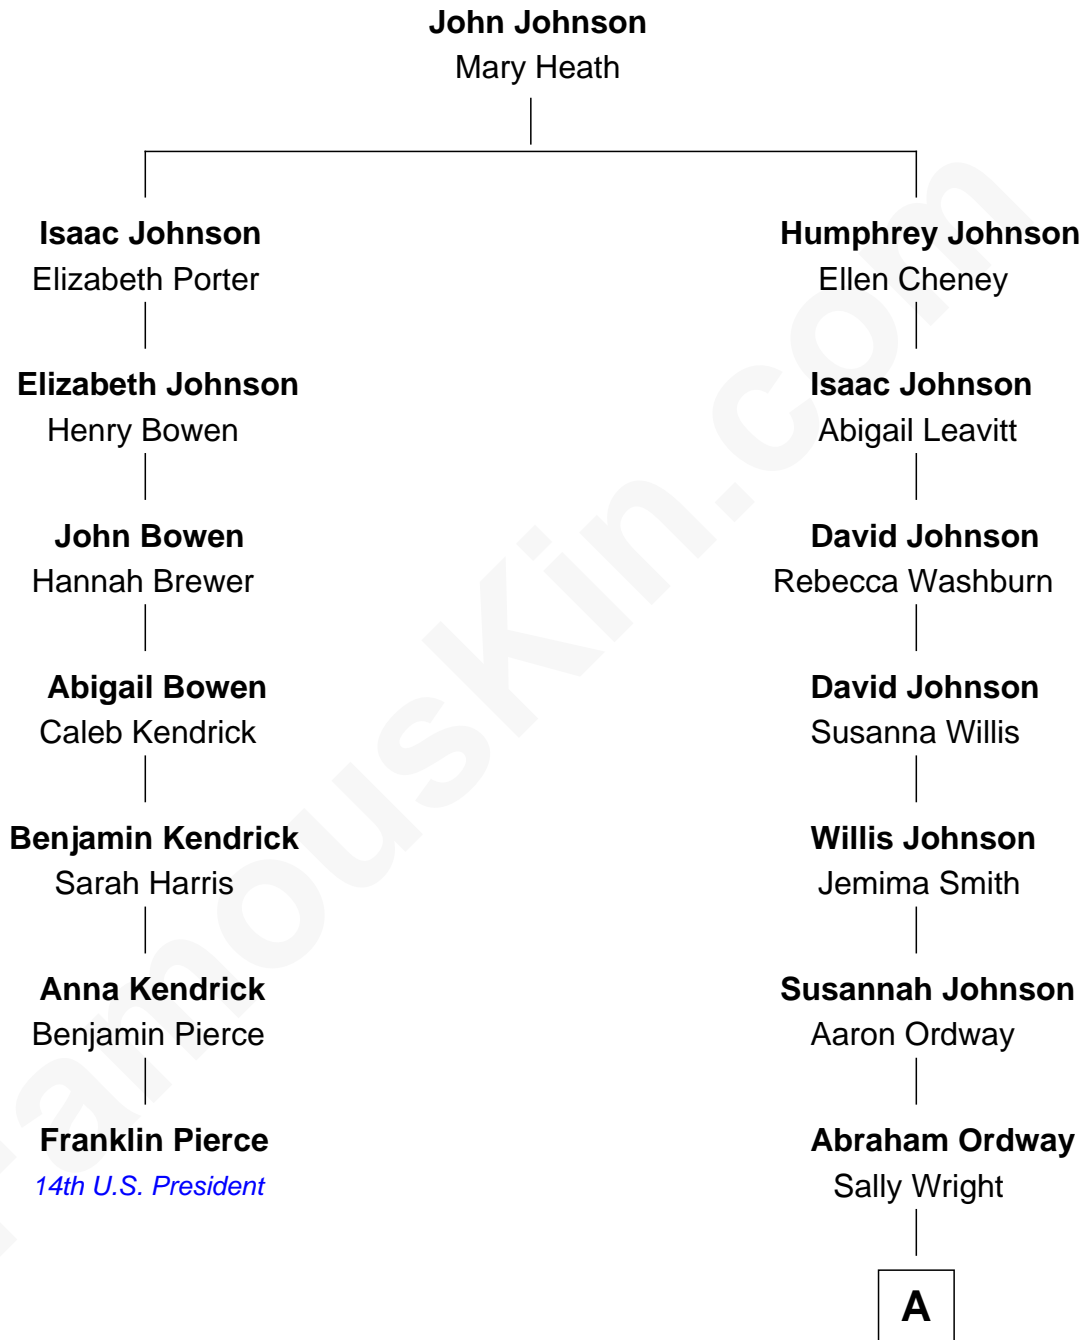 John Johnson
Mary Heath
Isaac Johnson
Elizabeth Porter
Humphrey Johnson
Ellen Cheney
Elizabeth Johnson
Henry Bowen
Isaac Johnson
Abigail Leavitt
John Bowen
Hannah Brewer
David Johnson
Rebecca Washburn
Abigail Bowen
Caleb Kendrick
David Johnson
Susanna Willis
Benjamin Kendrick
Sarah Harris
Willis Johnson
Jemima Smith
Anna Kendrick
Benjamin Pierce
Susannah Johnson
Aaron Ordway
Franklin Pierce
14th U.S. President
Abraham Ordway
Sally Wright
A
FamousKin.com